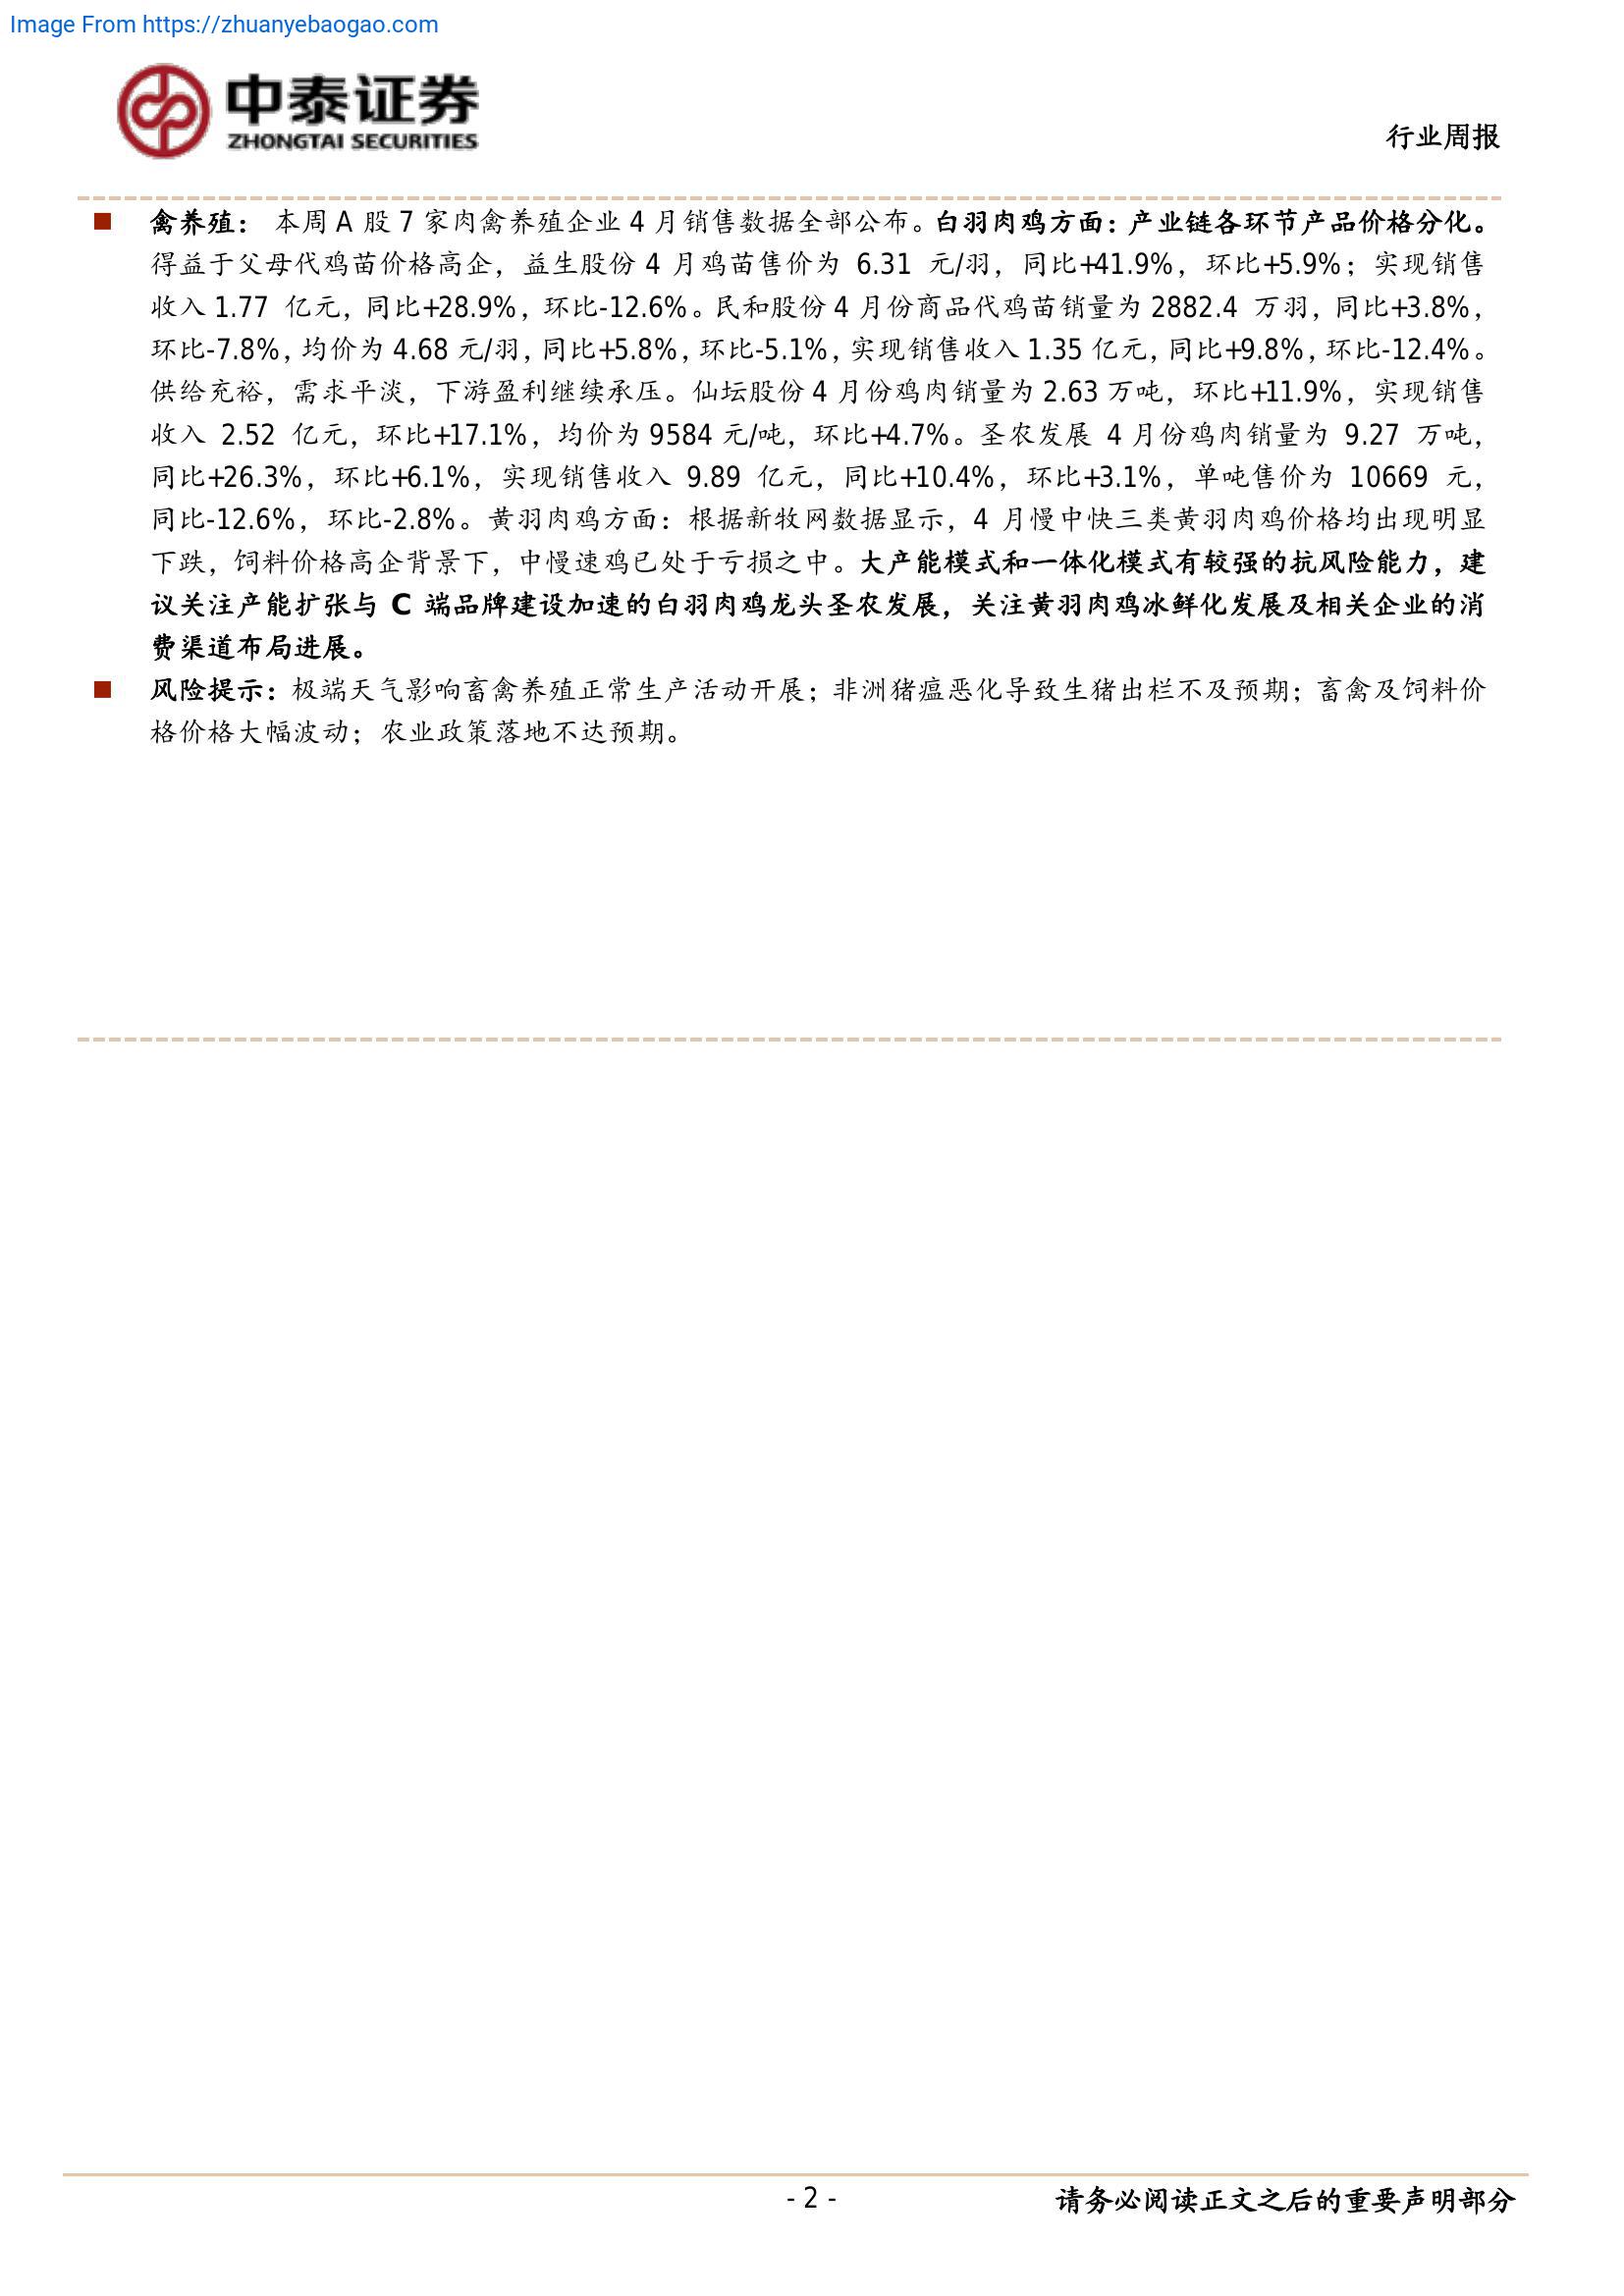 Image From https://zhuanyebaogao.com
中泰证券
ZHONGTAI SECURITIES
行业周报
禽养殖： 本周 A 股 7 家肉禽养殖企业 4 月销售数据全部公布。白羽肉鸡方面：产业链各环节产品价格分化。
得益于父母代鸡苗价格高企，益生股份 4 月鸡苗售价为 6.31 元/羽，同比+41.9%，环比+5.9%；实现销售
收入 1.77 亿元，同比+28.9%，环比-12.6%。民和股份 4 月份商品代鸡苗销量为 2882.4 万羽，同比+3.8%，
环比-7.8%，均价为 4.68 元/羽，同比+5.8%，环比-5.1%，实现销售收入 1.35 亿元，同比+9.8%，环比-12.4%。
供给充裕，需求平淡，下游盈利继续承压。仙坛股份 4 月份鸡肉销量为 2.63 万吨，环比+11.9%，实现销售
收入 2.52 亿元，环比+17.1%，均价为 9584 元/吨，环比+4.7%。圣农发展 4 月份鸡肉销量为 9.27 万吨，
同比+26.3%，环比+6.1%，实现销售收入 9.89 亿元，同比+10.4%，环比+3.1%，单吨售价为 10669 元，
同比-12.6%，环比-2.8%。黄羽肉鸡方面：根据新牧网数据显示，4 月慢中快三类黄羽肉鸡价格均出现明显
下跌，饲料价格高企背景下，中慢速鸡已处于亏损之中。大产能模式和一体化模式有较强的抗风险能力，建
议关注产能扩张与 C 端品牌建设加速的白羽肉鸡龙头圣农发展，关注黄羽肉鸡冰鲜化发展及相关企业的消
费渠道布局进展。
风险提示：极端天气影响畜禽养殖正常生产活动开展；非洲猪瘟恶化导致生猪出栏不及预期；畜禽及饲料价
格价格大幅波动；农业政策落地不达预期。
- 2 -
请务必阅读正文之后的重要声明部分